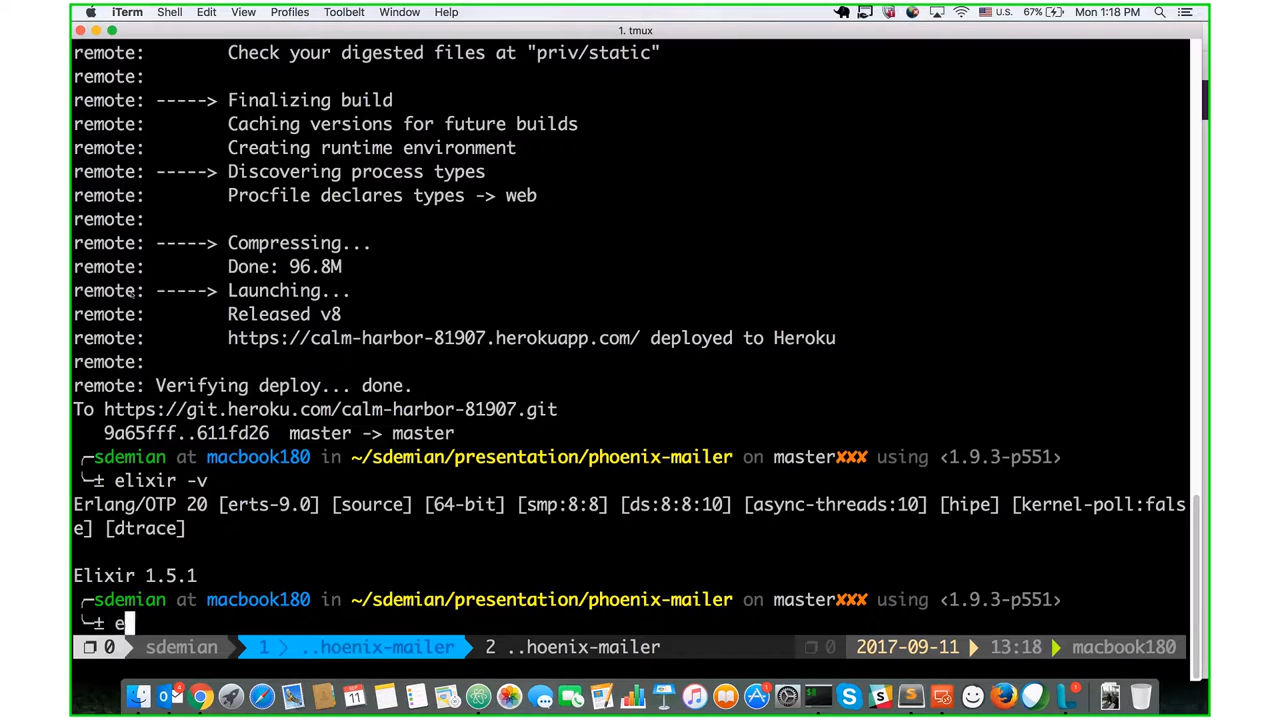 iTerm Shell Edit View Profiles Toolbelt Window Help U.S. 67% Mon 1:18 PM
1. tmux
remote: Check your digested files at "priv/static"
remote:
remote: -----> Finalizing build
remote: Caching versions for future builds
remote: Creating runtime environment
remote: -----> Discovering process types
remote: Procfile declares types -> web
remote:
remote: -----> Compressing...
remote: Done: 96.8M
remote: -----> Launching...
remote: Released v8
remote: https://calm-harbor-81907.herokuapp.com/ deployed to Heroku
remote:
remote: Verifying deploy... done.
To https://git.heroku.com/calm-harbor-81907.git
9a65fff..611fd26 master -> master
╭─sdemian at macbook180 in ~/sdemian/presentation/phoenix-mailer on master✘✘✘ using ‹1.9.3-p551›
╰─± elixir -v
Erlang/OTP 20 [erts-9.0] [source] [64-bit] [smp:8:8] [ds:8:8:10] [async-threads:10] [hipe] [kernel-poll:fals
e] [dtrace]
Elixir 1.5.1
╭─sdemian at macbook180 in ~/sdemian/presentation/phoenix-mailer on master✘✘✘ using ‹1.9.3-p551›
╰─± e
0 sdemian 1 ..hoenix-mailer 2 ..hoenix-mailer 0 2017-09-11 13:18 macbook180